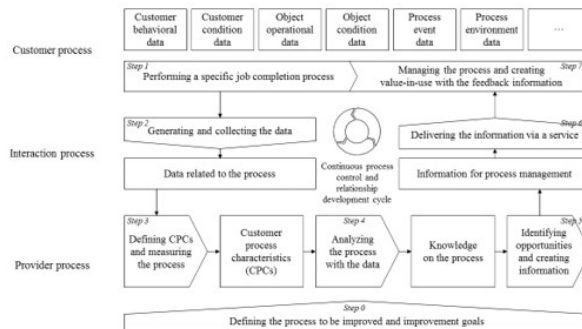 Customer process
Customer
behavioral
data
Customer
condition
data
Object
operational
data
Object
condition
data
Process
event
data
Process
environment
data
...
Step 1
Performing a specific job completion process
Managing the process and creating
value-in-use with the feedback information
Step 7
Interaction process
Step 2
Generating and collecting the data
Data related to the process
Continuous process
control and
relationship
development cycle
Step 6
Delivering the information via a service
Information for process management
Provider process
Step 3
Defining CPCs
and measuring
the process
Customer
process
characteristics
(CPCs)
Step 4
Analyzing
the process
with the data
Knowledge
on the process
Step 5
Identifying
opportunities
and creating
information
Step 0
Defining the process to be improved and improvement goals